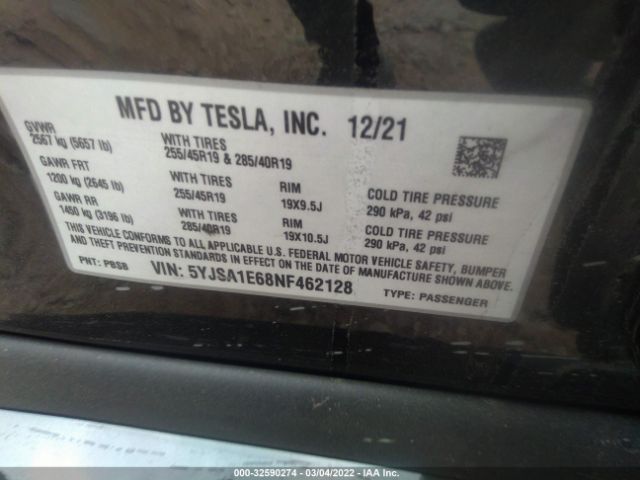 MFD BY TESLA, INC. 12/21
GVWR
2567 kg (5657 lb) WITH TIRES
255/45R19 & 285/40R19
GAWR FRT
1200 kg (2645 lb) WITH TIRES
255/45R19 RIM
19X9.5J COLD TIRE PRESSURE
290 kPa, 42 psi
GAWR RR
1450 kg (3196 lb) WITH TIRES
285/40R19 RIM
19X10.5J COLD TIRE PRESSURE
290 kPa, 42 psi
THIS VEHICLE CONFORMS TO ALL APPLICABLE U.S. FEDERAL MOTOR VEHICLE SAFETY, BUMPER
AND THEFT PREVENTION STANDARDS IN EFFECT ON THE DATE OF MANUFACTURE SHOWN ABOVE.
PNT: PBSB VIN: 5YJSA1E68NF462128 TYPE: PASSENGER
000-32590274 - 03/04/2022 - IAA Inc.